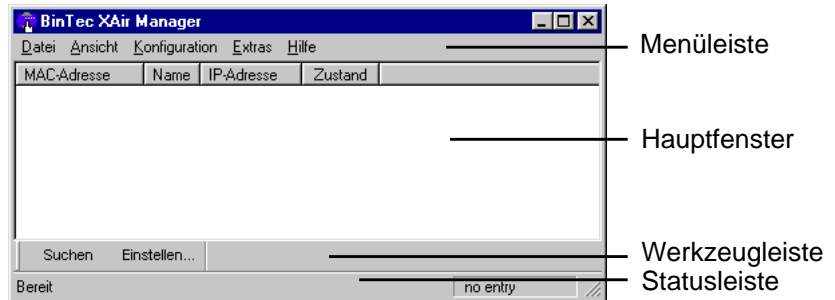 BinTec XAir Manager
Datei Ansicht Konfiguration Extras Hilfe
Menüleiste
MAC-Adresse Name IP-Adresse Zustand
Hauptfenster
Suchen Einstellen...
Werkzeugleiste
Bereit no entry
Statusleiste